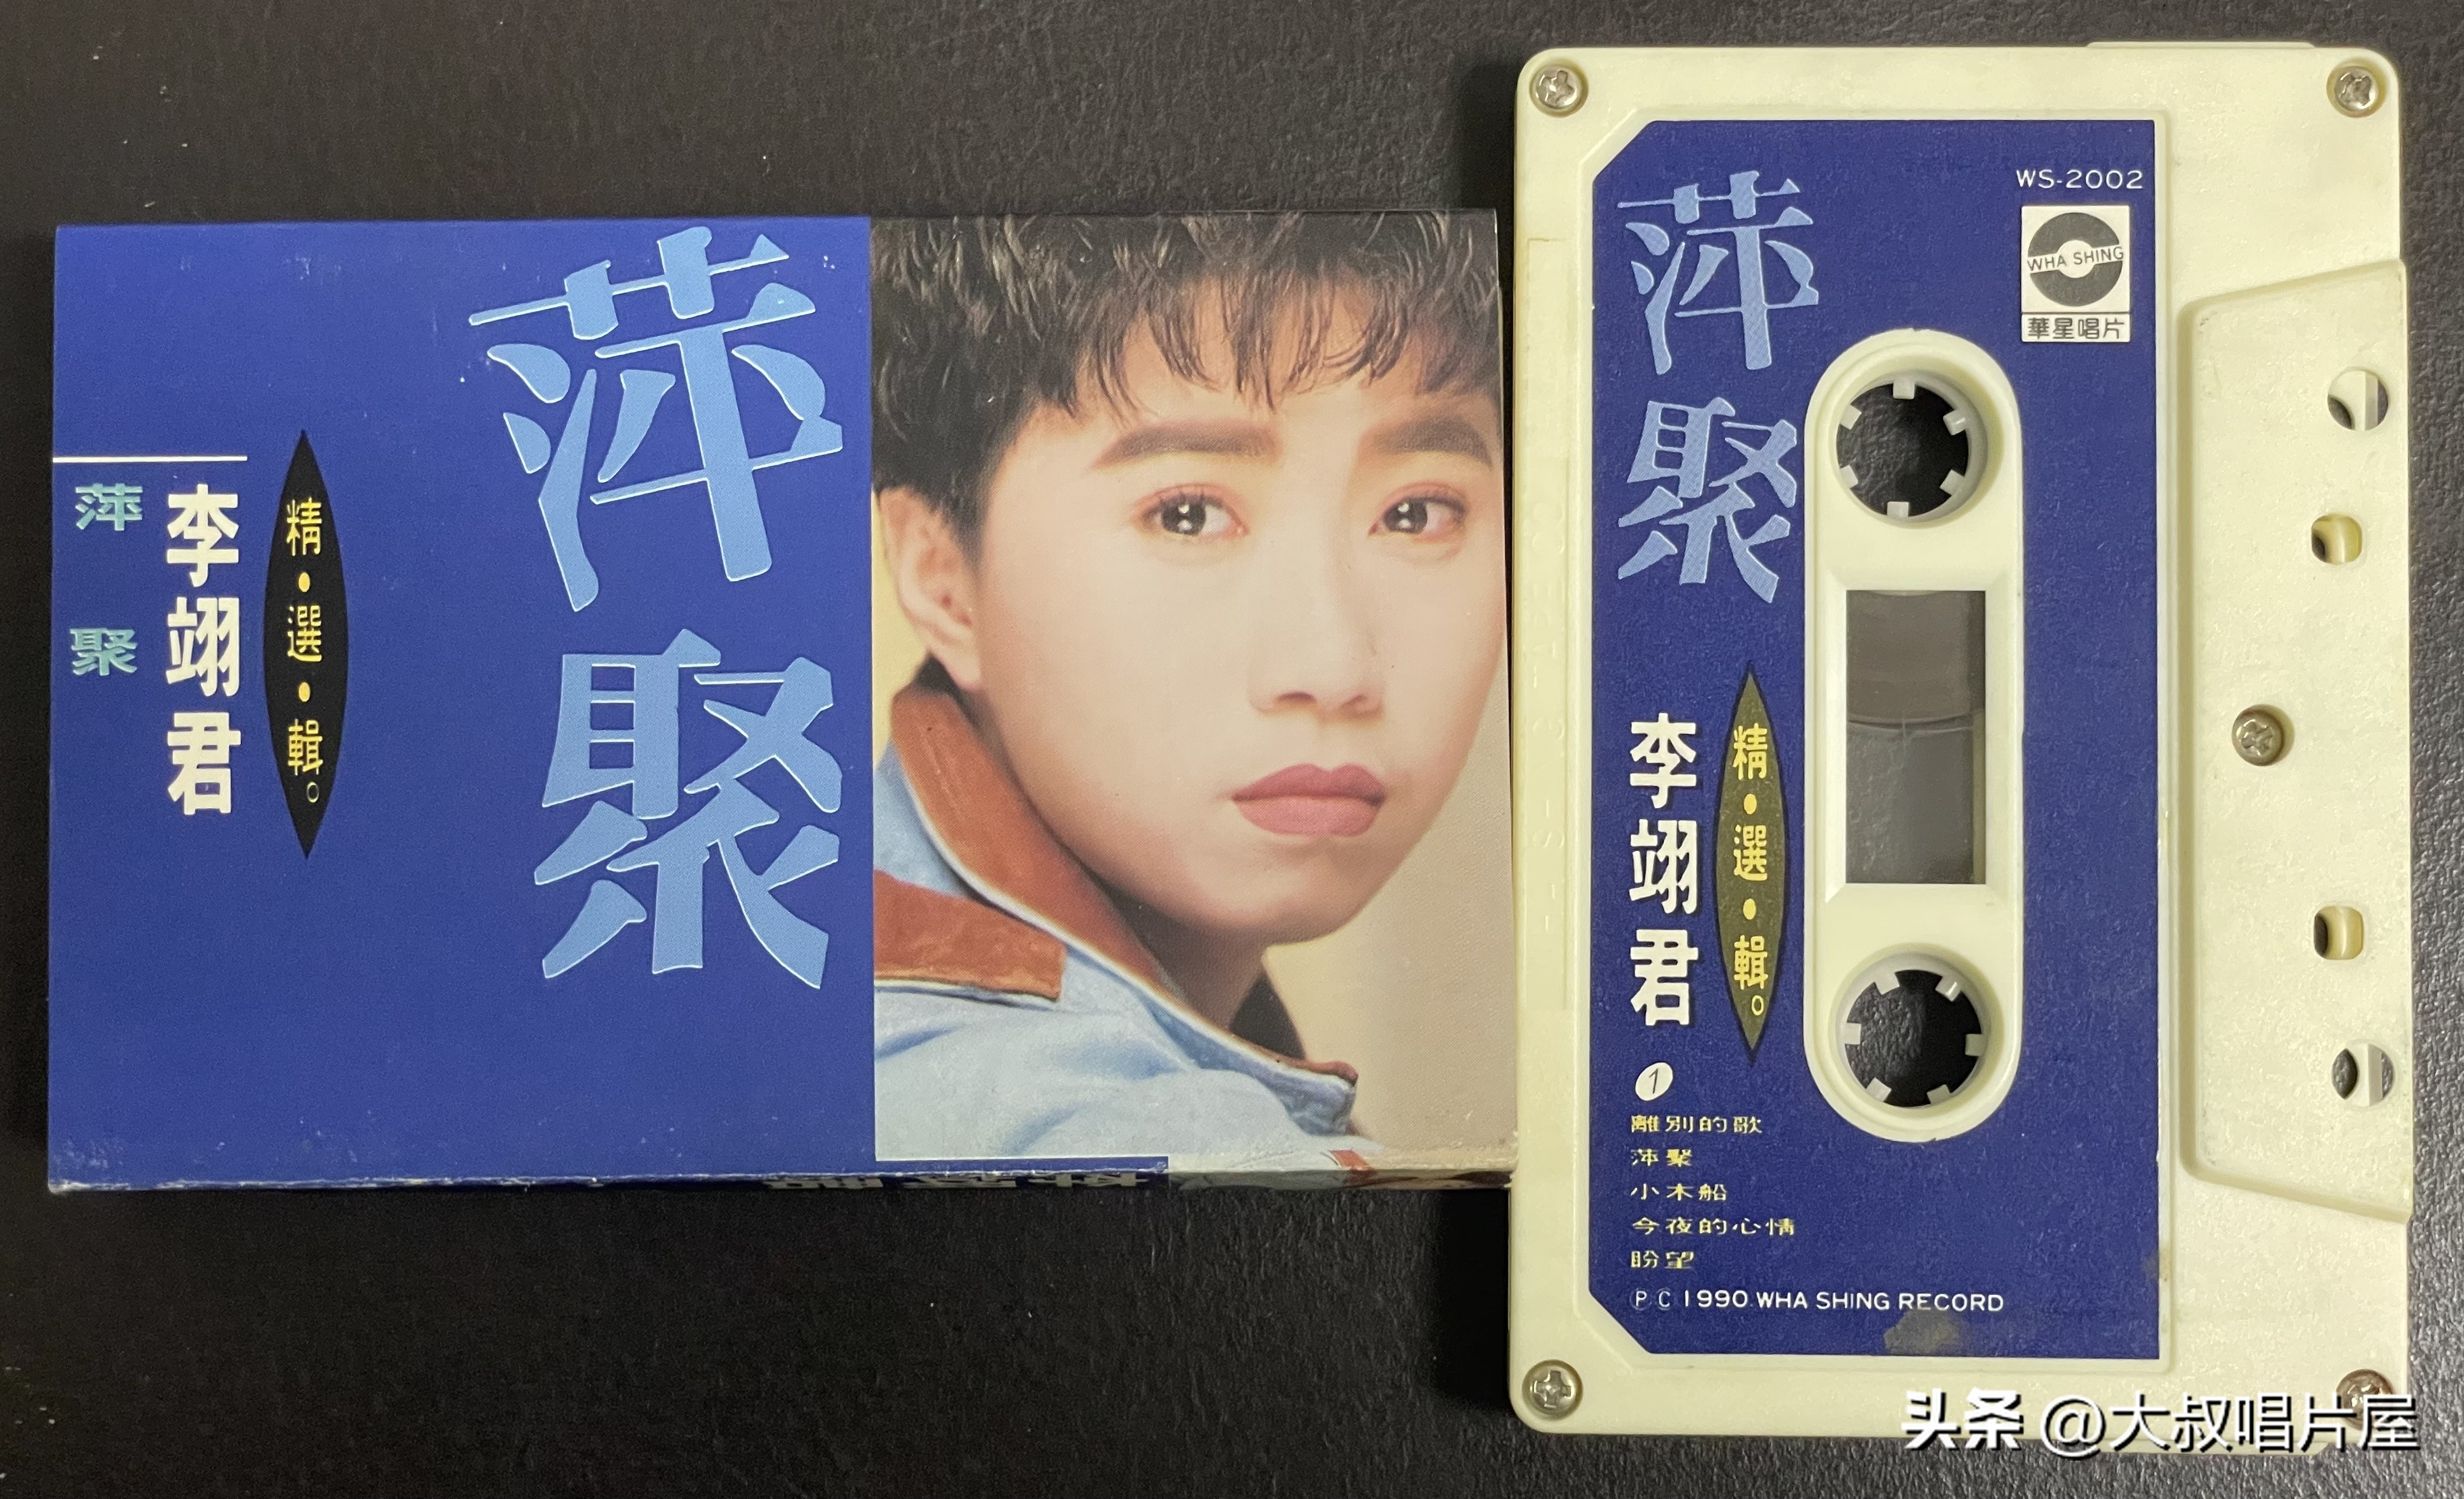 萍聚
李翊君
精·選·輯。
萍聚
萍聚
WS-2002
WHA SHING
華星唱片
李翊君
精·選·輯。
1
離別的歌
萍聚
小木船
今夜的心情
盼望
ⓅⒸ1990.WHA SHING RECORD
头条 @大叔唱片屋